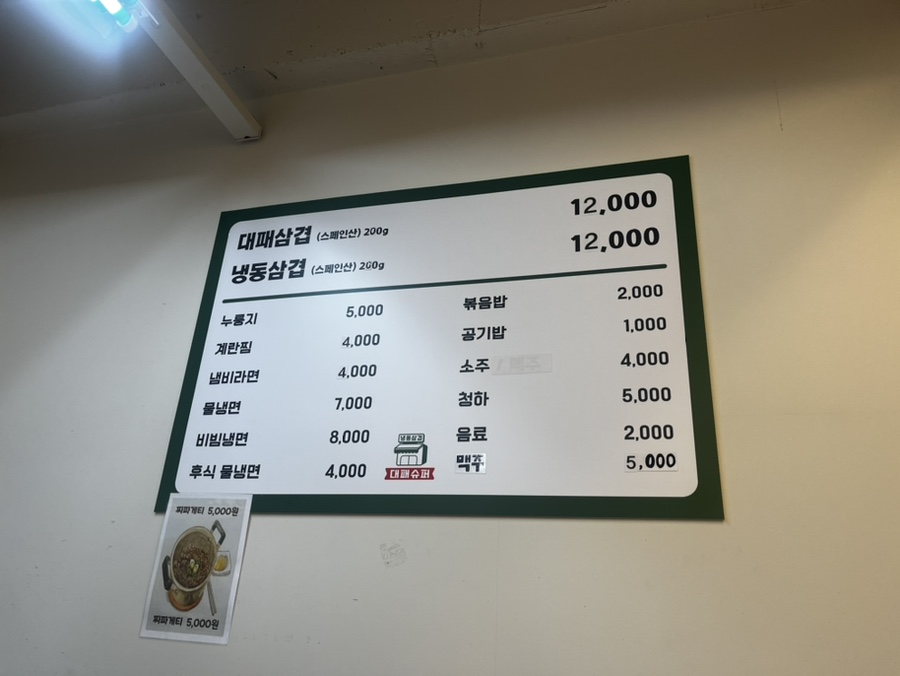 대패삼겹 (스페인산) 200g 12,000
냉동삼겹 (스페인산) 200g 12,000
누룽지 5,000
계란찜 4,000
냄비라면 4,000
물냉면 7,000
비빔냉면 8,000
후식 물냉면 4,000
볶음밥 2,000
공기밥 1,000
소주 4,000
청하 5,000
음료 2,000
맥주 5,000
냉동삼겹
대패슈퍼
짜파게티 5,000원
짜파게티 5,000원